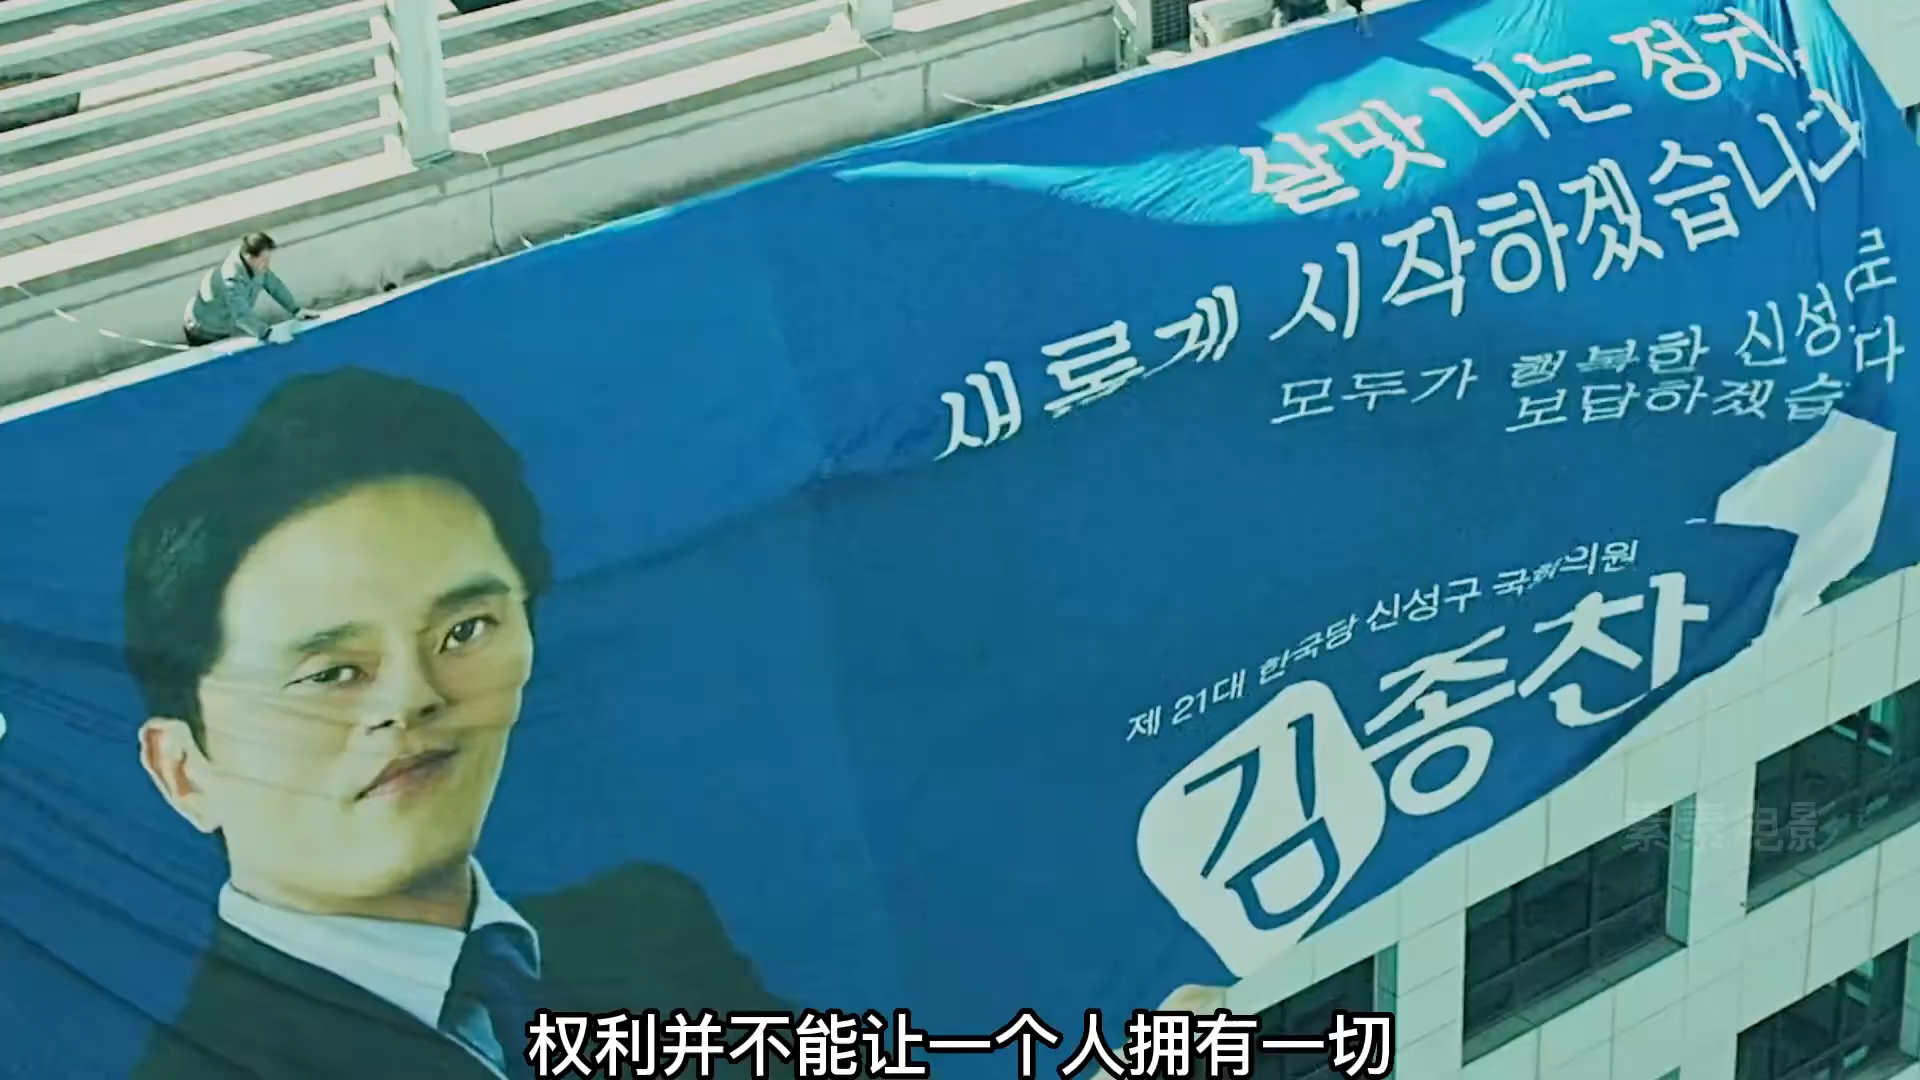 살맛 나는 정치,
새롭게 시작하겠습니다
모두가 행복한 신성구로
보답하겠습니다
제 21대 한국당 신성구 국회의원
김종찬
电影
权利并不能让一个人拥有一切